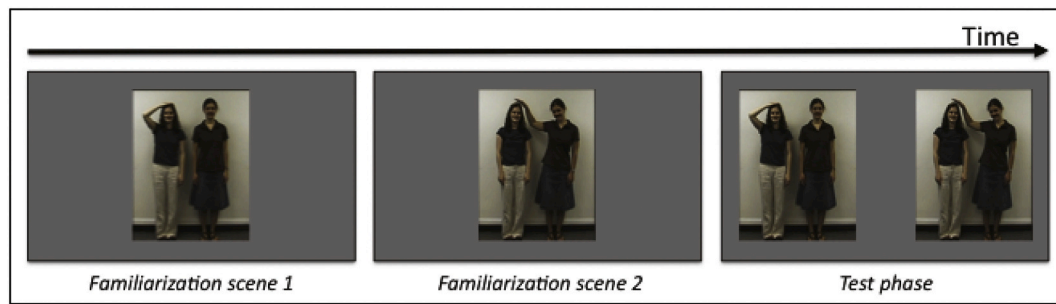 Time
Familiarization scene 1
Familiarization scene 2
Test phase